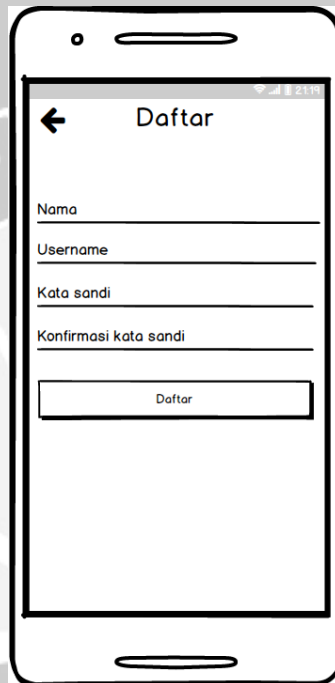 21:19
Daftar
Nama
Username
Kata sandi
Konfirmasi kata sandi
Daftar